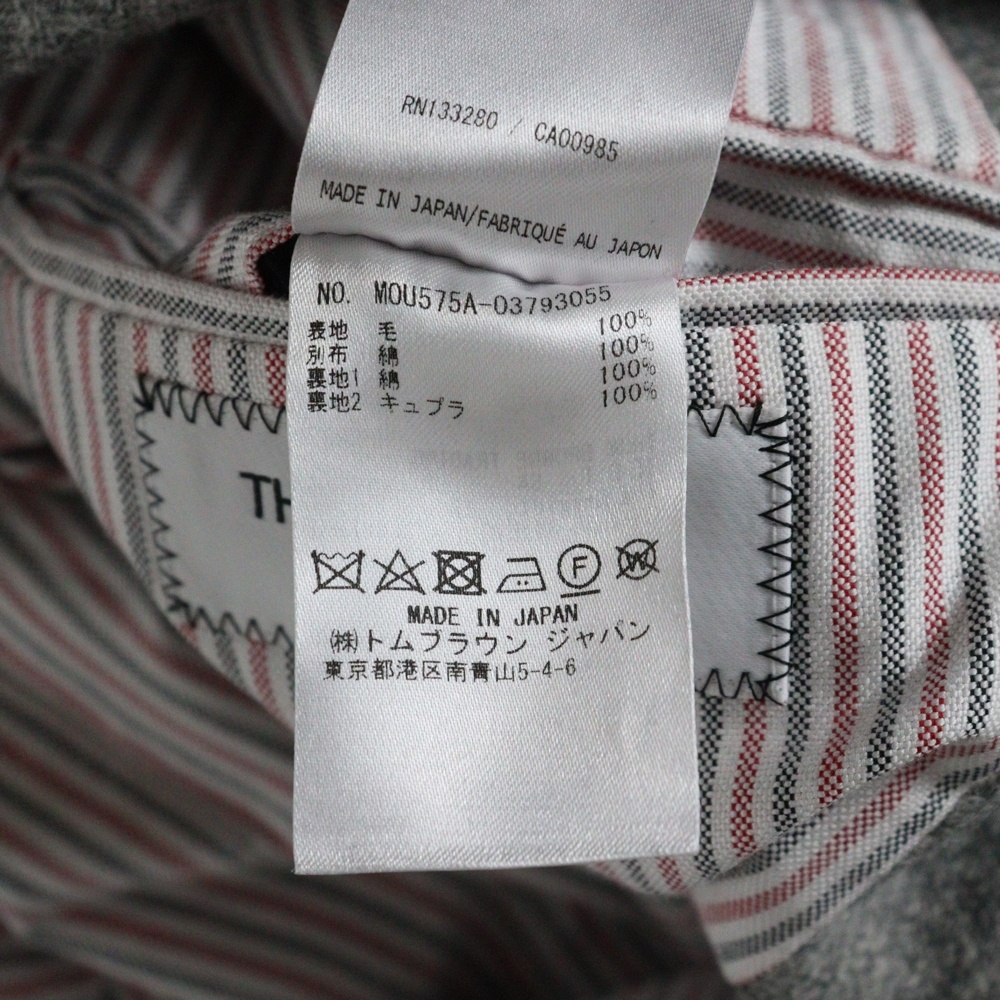 RN133280 / CA00985
MADE IN JAPAN/FABRIQUÉ AU JAPON
NO. MOU575A-03793055
表地 毛 100%
別布 綿 100%
裏地1 綿 100%
裏地2 キュプラ 100%
TH
F
W
MADE IN JAPAN
㈱トムブラウン ジャパン
東京都港区南青山5-4-6